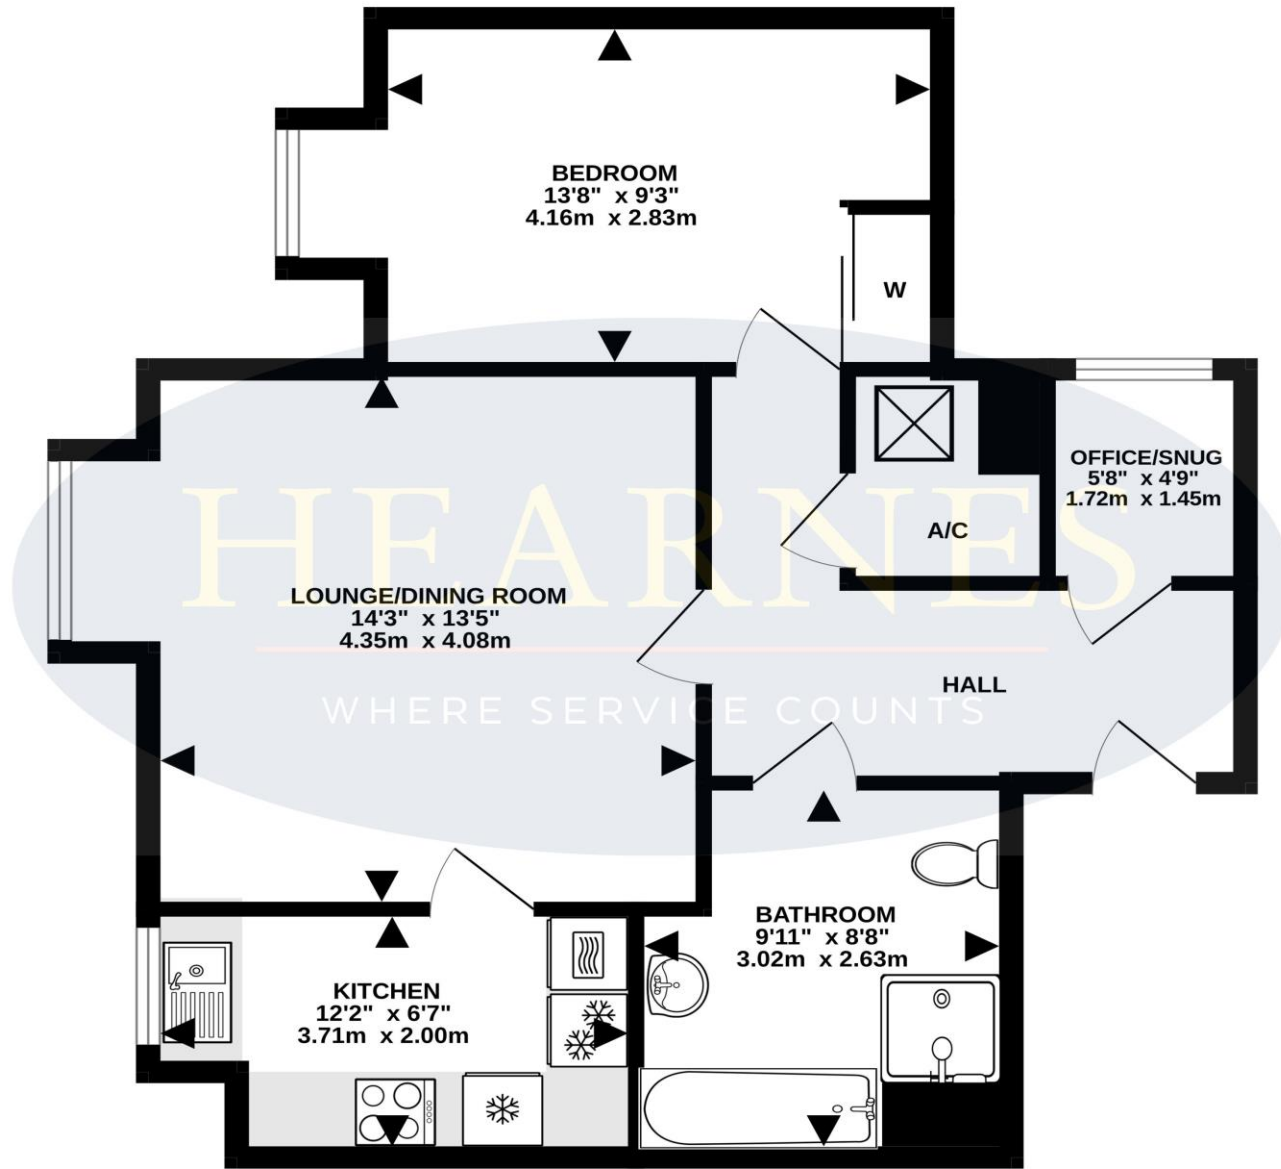 BEDROOM
13'8" x 9'3"
4.16m x 2.83m
W
OFFICE/SNUG
5'8" x 4'9"
1.72m x 1.45m
A/C
HEARNES
LOUNGE/DINING ROOM
14'3" x 13'5"
4.35m x 4.08m
HALL
WHERE SERVICE COUNTS
BATHROOM
9'11" x 8'8"
3.02m x 2.63m
KITCHEN
12'2" x 6'7"
3.71m x 2.00m